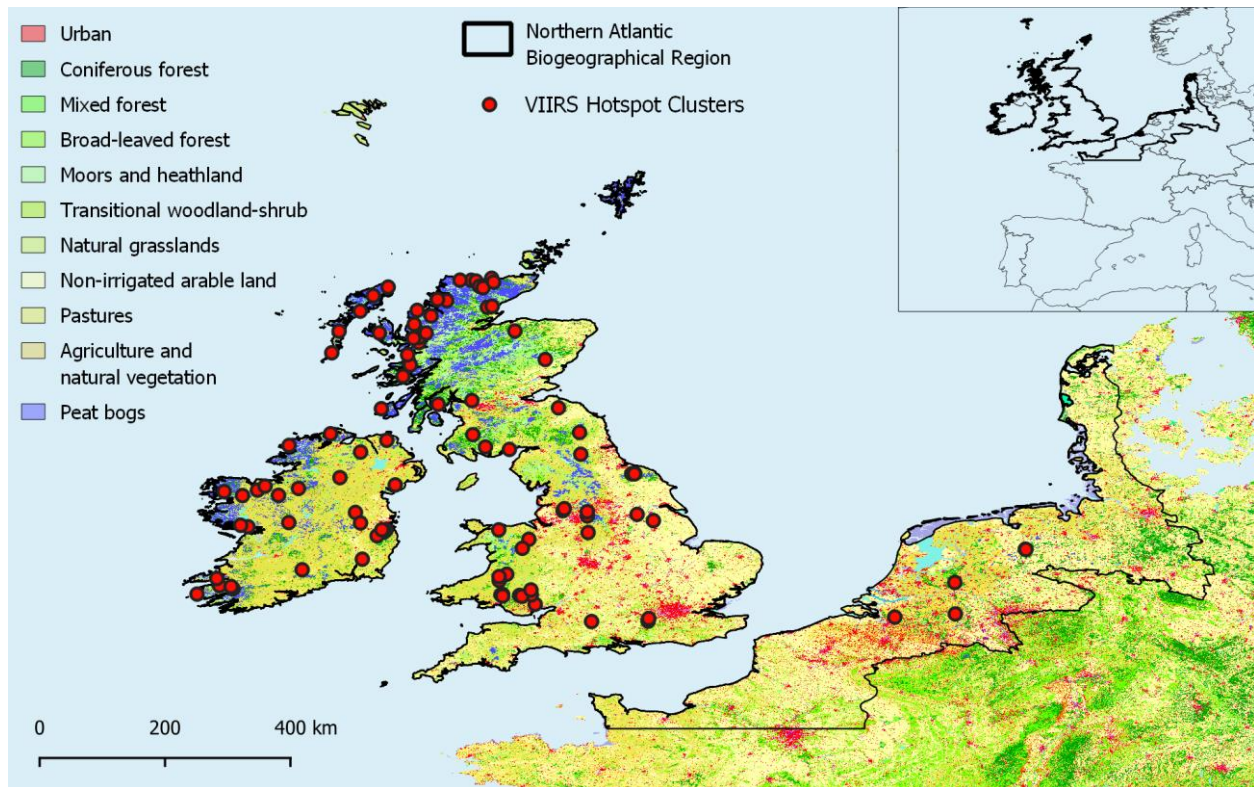 Urban
Coniferous forest
Mixed forest
Broad-leaved forest
Moors and heathland
Transitional woodland-shrub
Natural grasslands
Non-irrigated arable land
Pastures
Agriculture and
natural vegetation
Peat bogs
Northern Atlantic
Biogeographical Region
VIIRS Hotspot Clusters
0 200 400 km